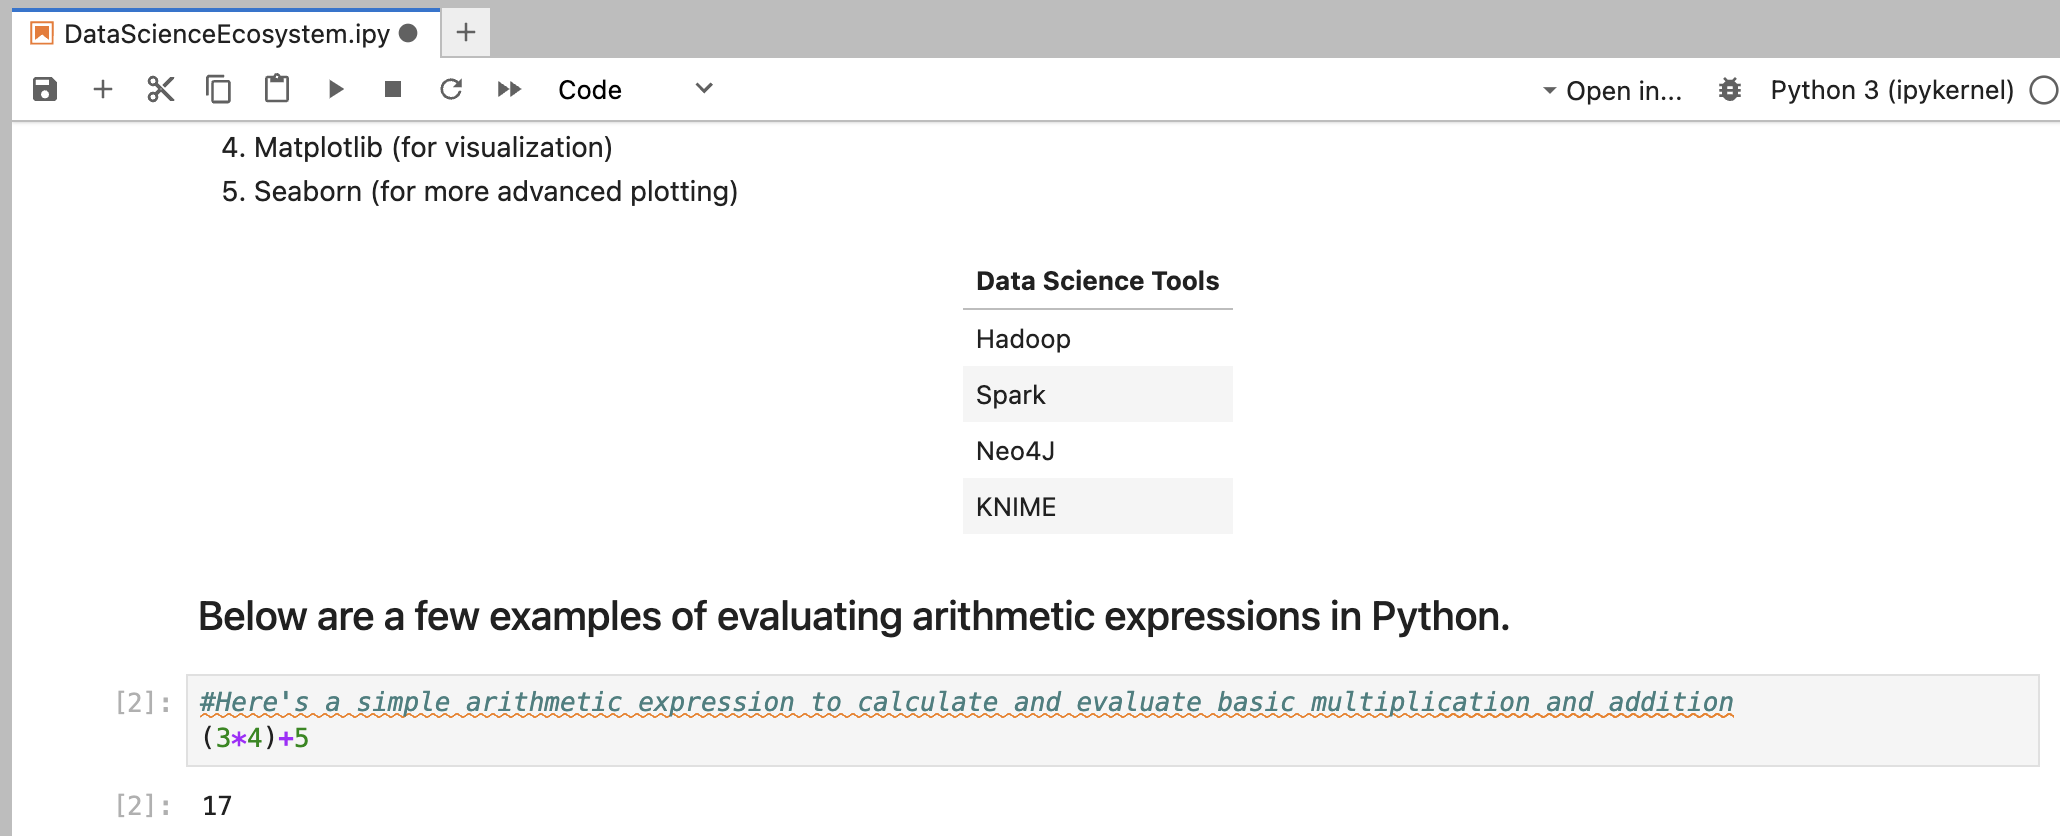 DataScienceEcosystem.ipy
Code
Open in...
Python 3 (ipykernel)
4. Matplotlib (for visualization)
5. Seaborn (for more advanced plotting)
Data Science Tools
Hadoop
Spark
Neo4J
KNIME
Below are a few examples of evaluating arithmetic expressions in Python.
[2]: #Here's a simple arithmetic expression to calculate and evaluate basic multiplication and addition
(3*4)+5
[2]: 17